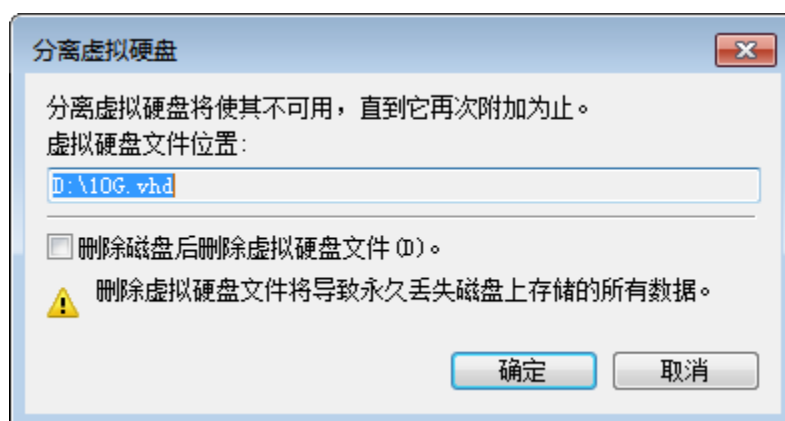 分离虚拟硬盘
分离虚拟硬盘将使其不可用，直到它再次附加为止。
虚拟硬盘文件位置:
D:\10G.vhd
删除磁盘后删除虚拟硬盘文件(D)。
删除虚拟硬盘文件将导致永久丢失磁盘上存储的所有数据。
确定 取消